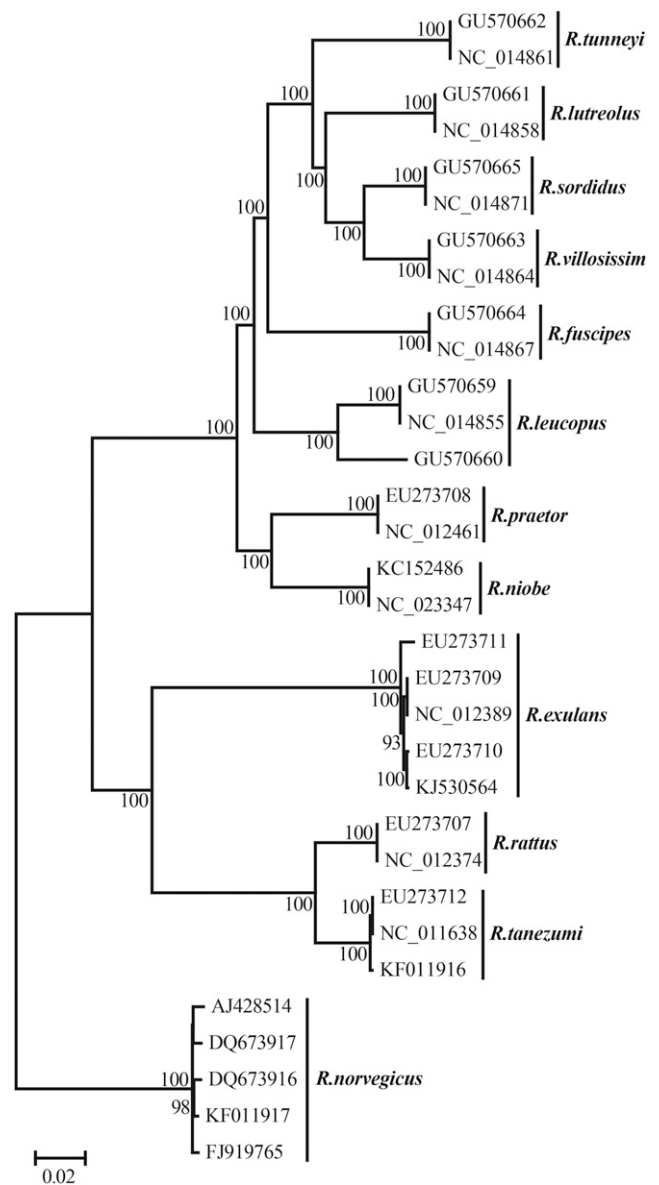 100
GU570662
NC_014861
R.tunneyi
100
100
GU570661
NC_014858
R.lutreolus
100
100
GU570665
NC_014871
R.sordidus
100
100
GU570663
NC_014864
R.villosissim
100
100
GU570664
NC_014867
R.fuscipes
100
100
GU570659
NC_014855
GU570660
R.leucopus
100
100
100
EU273708
NC_012461
R.praetor
100
100
KC152486
NC_023347
R.niobe
100
EU273711
EU273709
NC_012389
EU273710
KJ530564
R.exulans
100
100
93
100
100
EU273707
NC_012374
R.rattus
100
100
EU273712
NC_011638
KF011916
R.tanezumi
100
100
AJ428514
DQ673917
DQ673916
KF011917
FJ919765
R.norvegicus
100
98
0.02